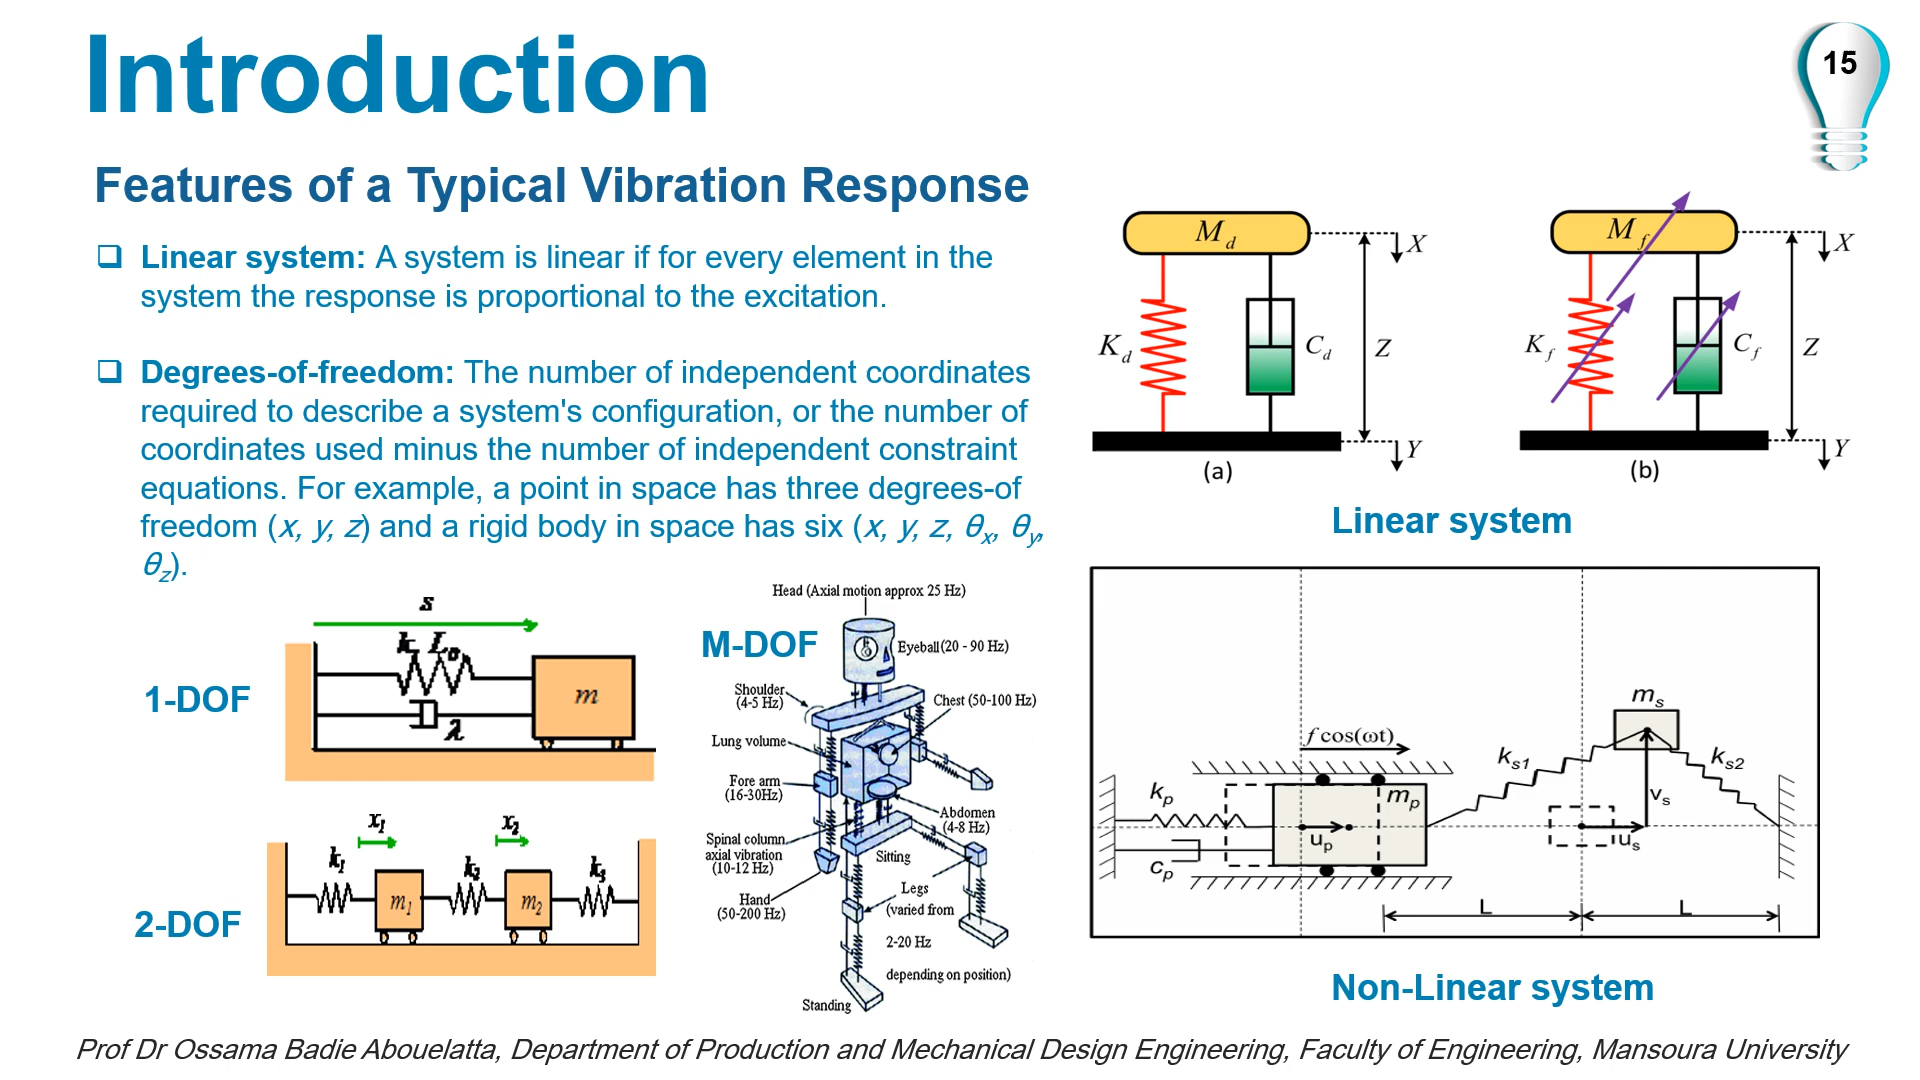 Introduction
15
Features of a Typical Vibration Response
Linear system: A system is linear if for every element in the
system the response is proportional to the excitation.
Degrees-of-freedom: The number of independent coordinates
required to describe a system's configuration, or the number of
coordinates used minus the number of independent constraint
equations. For example, a point in space has three degrees-of
freedom (x, y, z) and a rigid body in space has six (x, y, z, θx, θy,
θz).
1-DOF
s
k, L₀
λ
m
2-DOF
x₁
x₂
k₁
k₂
k₃
m₁
m₂
M-DOF
Head (Axial motion approx 25 Hz)
Eyeball (20 - 90 Hz)
Shoulder
(4-5 Hz)
Chest (50-100 Hz)
Lung volume
Fore arm
(16-30Hz)
Abdomen
(4-8 Hz)
Spinal column
axial vibration
(10-12 Hz)
Sitting
Hand
(50-200 Hz)
Legs
(varied from
2-20 Hz
depending on position)
Standing
M d
X
K d
C d
Z
Y
(a)
M f
X
K f
C f
Z
Y
(b)
Linear system
ms
f cos(ωt)
ks1
ks2
kp
mp
vs
up
us
cp
L
L
Non-Linear system
Prof Dr Ossama Badie Abouelatta, Department of Production and Mechanical Design Engineering, Faculty of Engineering, Mansoura University